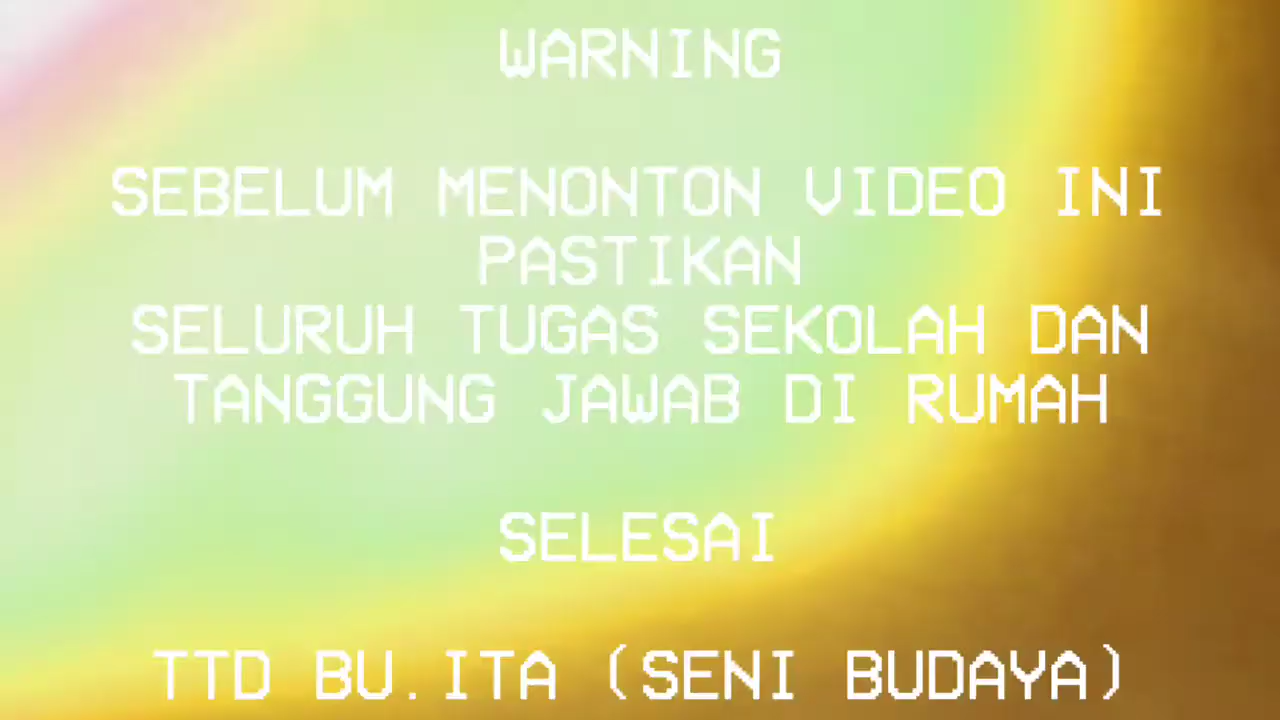 WARNING
SEBELUM MENONTON VIDEO INI
PASTIKAN
SELURUH TUGAS SEKOLAH DAN
TANGGUNG JAWAB DI RUMAH
SELESAI
TTD BU.ITA (SENI BUDAYA)